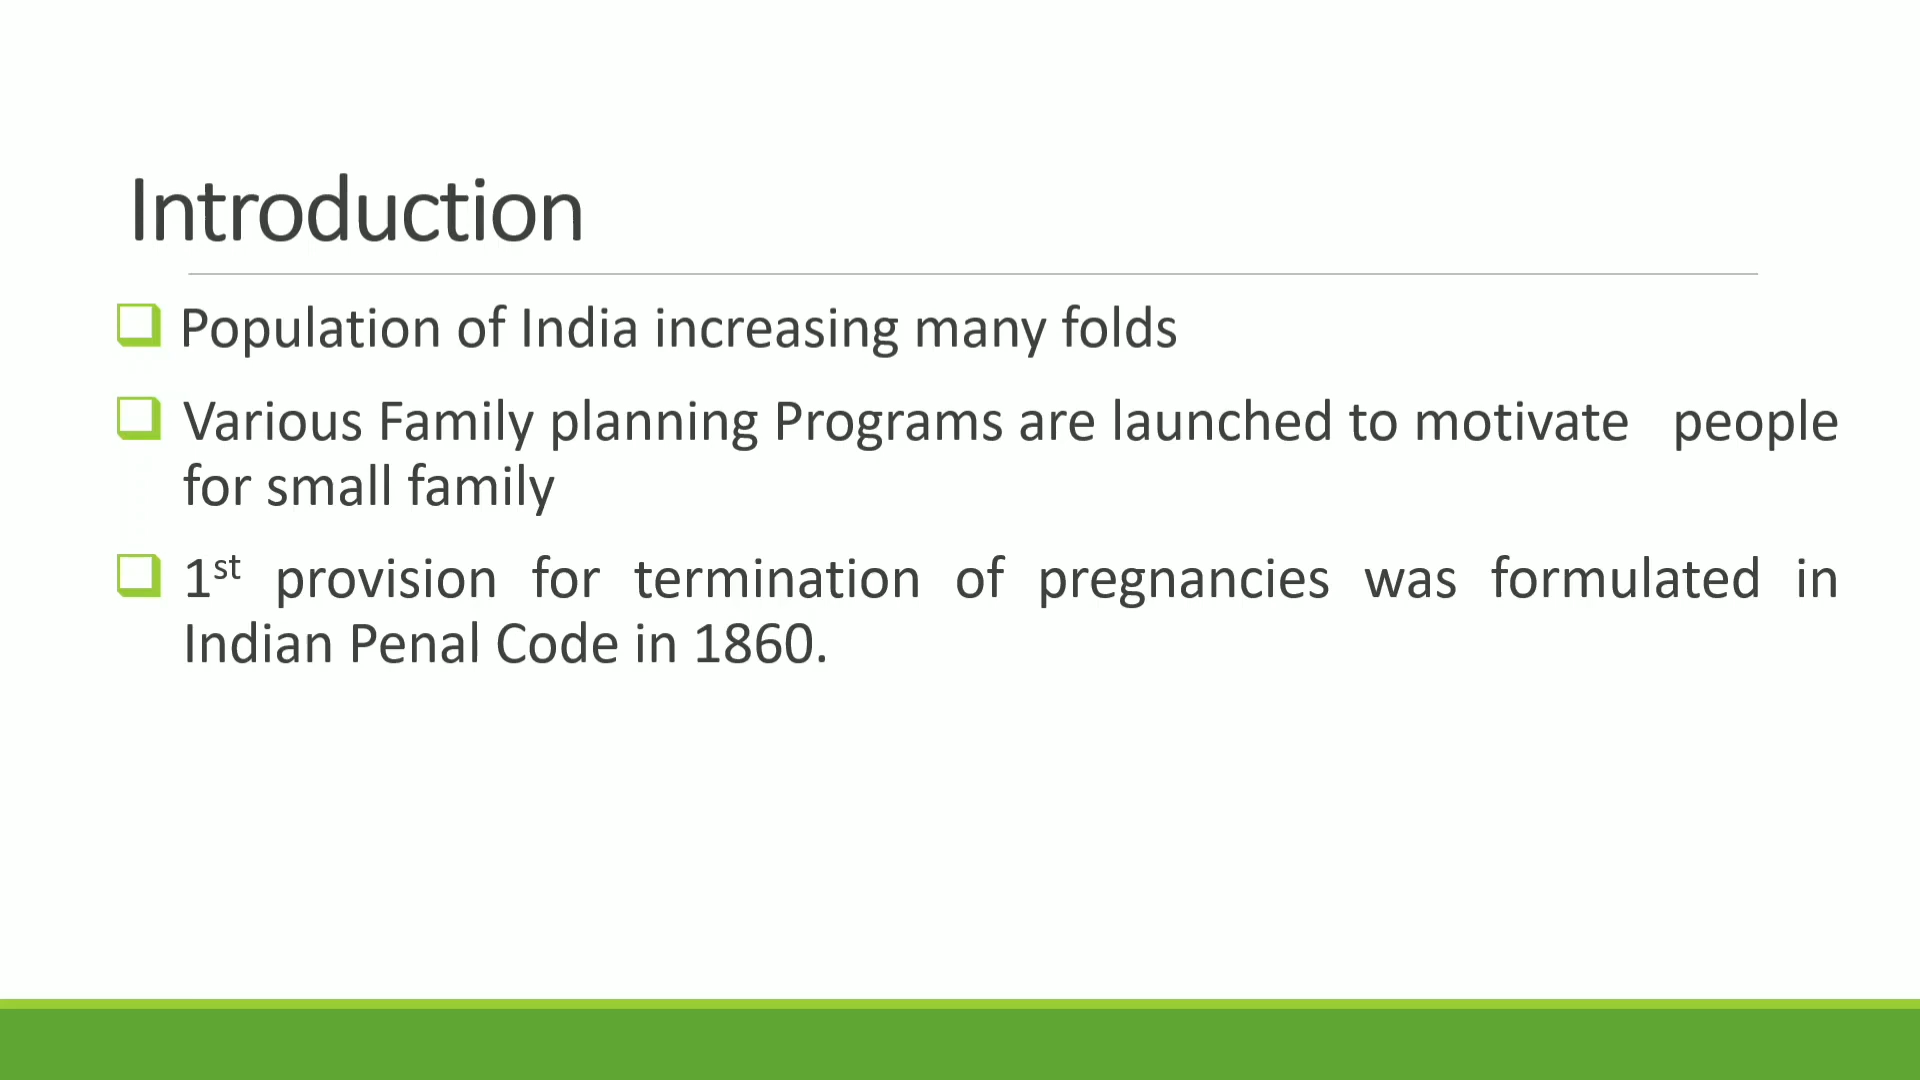 Introduction
Population of India increasing many folds
Various Family planning Programs are launched to motivate people
for small family
1st provision for termination of pregnancies was formulated in
Indian Penal Code in 1860.